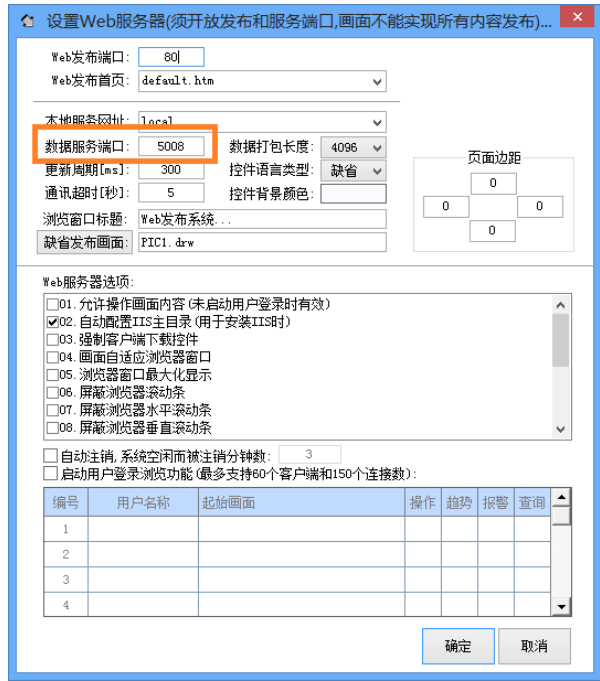 设置Web服务器(须开放发布和服务端口,画面不能实现所有内容发布)...
Web发布端口: 80
Web发布首页: default.htm
本地服务网址: local
数据服务端口: 5008 数据打包长度: 4096
更新周期[ms]: 300 控件语言类型: 缺省
通讯超时[秒]: 5 控件背景颜色:
页面边距
0
0 0
0
浏览窗口标题: Web发布系统...
缺省发布画面: PIC1.drw
Web服务器选项:
01. 允许操作画面内容(未启动用户登录时有效)
02. 自动配置IIS主目录(用于安装IIS时)
03. 强制客户端下载控件
04. 画面自适应浏览器窗口
05. 浏览器窗口最大化显示
06. 屏蔽浏览器滚动条
07. 屏蔽浏览器水平滚动条
08. 屏蔽浏览器垂直滚动条
自动注销,系统空闲而被注销分钟数: 3
启动用户登录浏览功能(最多支持60个客户端和150个连接数):
编号 用户名称 起始画面 操作 趋势 报警 查询
1
2
3
4
确定 取消